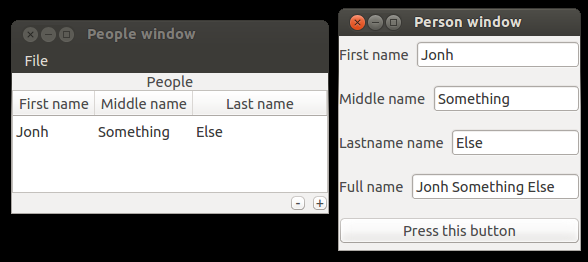 People window
File
People
First name Middle name Last name
Jonh Something Else
- +
Person window
First name Jonh
Middle name Something
Lastname name Else
Full name Jonh Something Else
Press this button